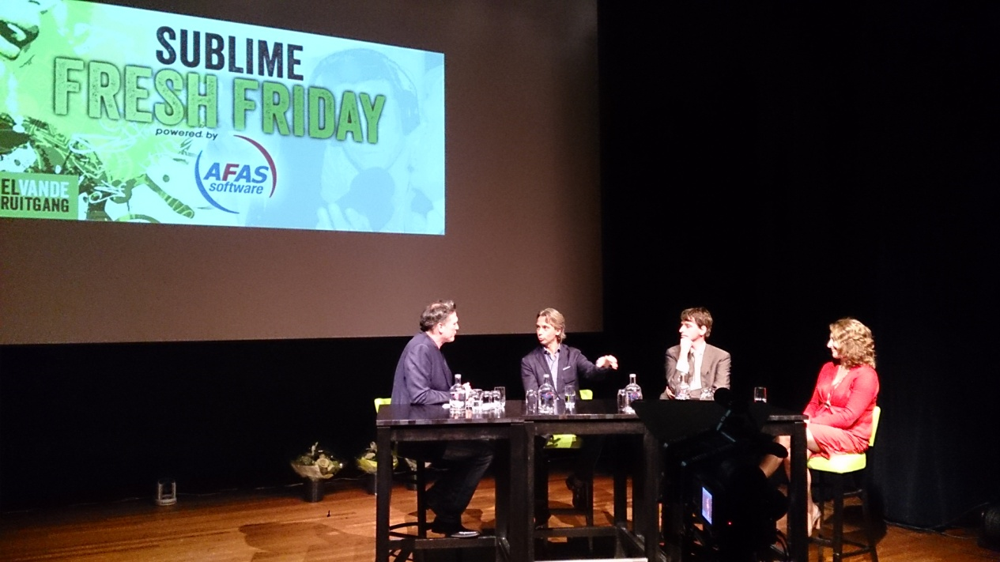 SUBLIME
FRESH FRIDAY
powered by
AFAS
software
ELVANDE
RUITGANG